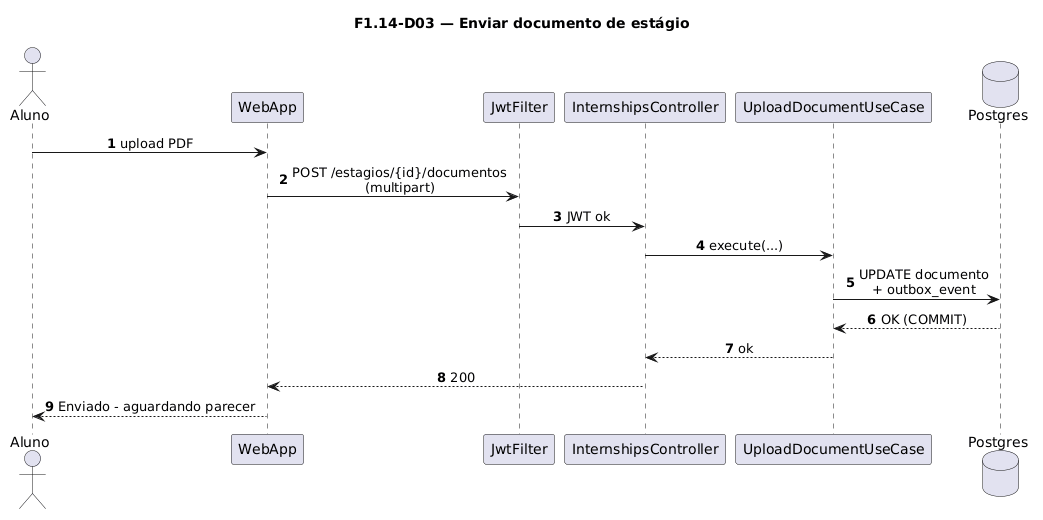 F1.14-D03 — Enviar documento de estágio
Aluno
WebApp
JwtFilter
InternshipsController
UploadDocumentUseCase
Postgres
1 upload PDF
2 POST /estagios/{id}/documentos
(multipart)
3 JWT ok
4 execute(...)
5 UPDATE documento
+ outbox_event
6 OK (COMMIT)
7 ok
8 200
9 Enviado - aguardando parecer
Aluno
WebApp
JwtFilter
InternshipsController
UploadDocumentUseCase
Postgres